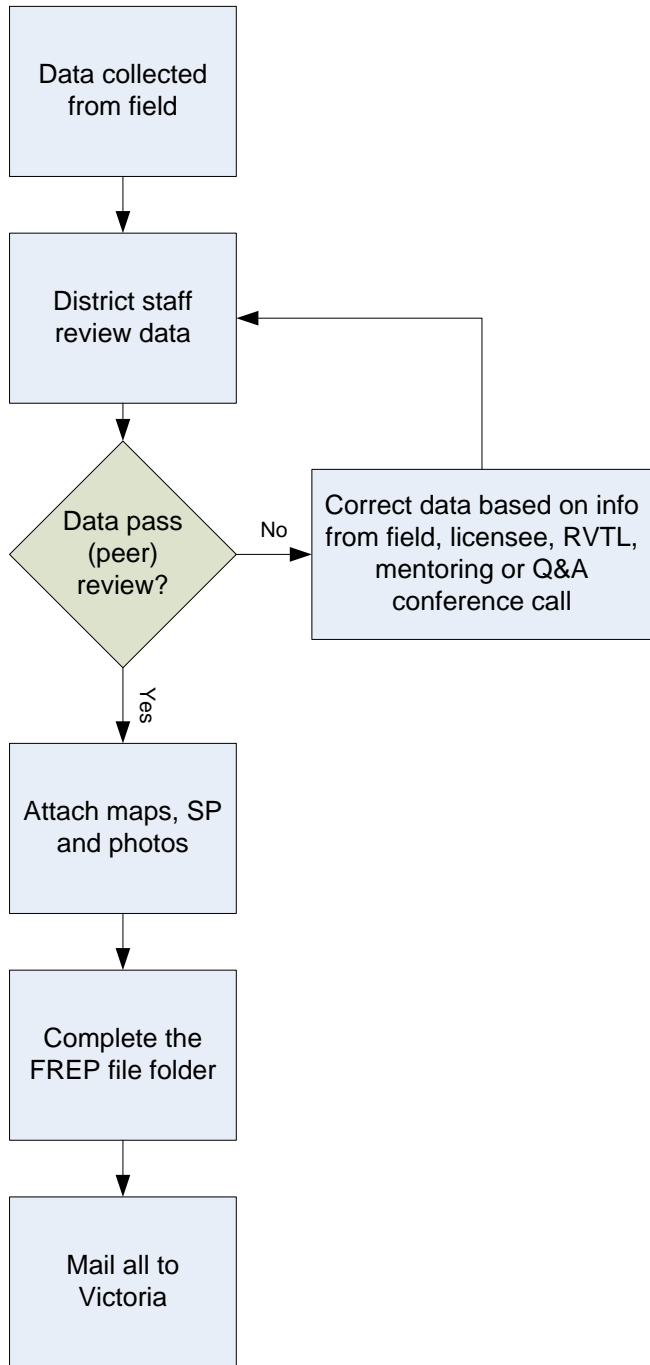 Data collected
from field
District staff
review data
Data pass
(peer)
review?
No
Correct data based on info
from field, licensee, RVTL,
mentoring or Q&A
conference call
Yes
Attach maps, SP
and photos
Complete the
FREP file folder
Mail all to
Victoria